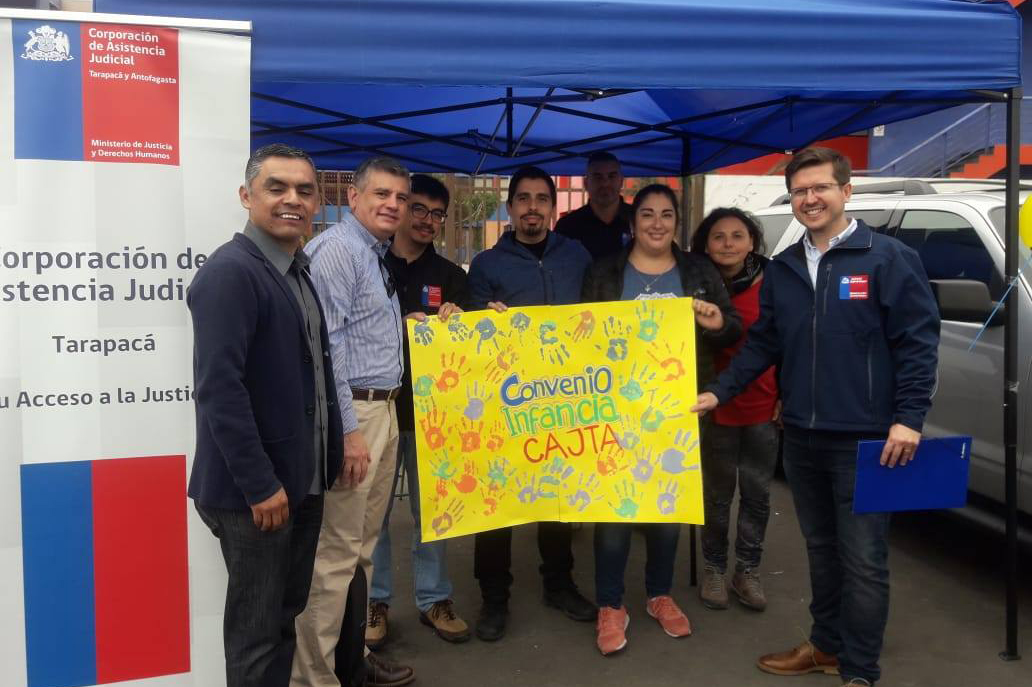 Corporación
de Asistencia
Judicial
Tarapacá y Antofagasta
Ministerio de Justicia
y Derechos Humanos
orporación de
istencia Judi
Tarapacá
u Acceso a la Justic
Convenio
Infancia
CAJTA